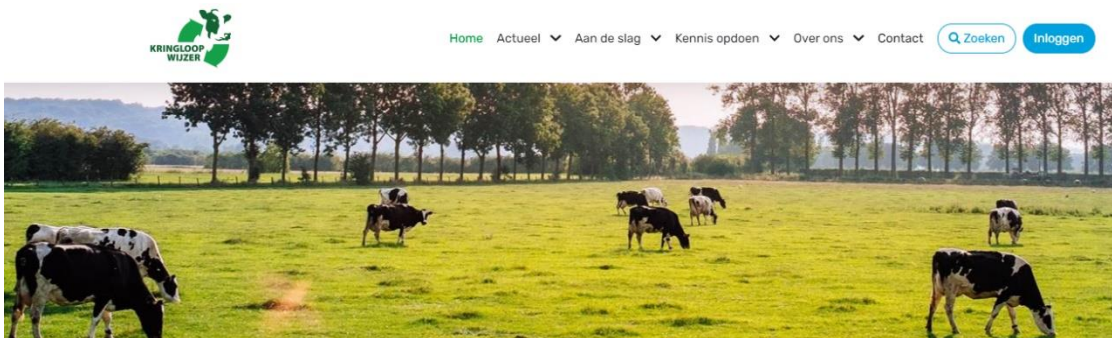 KRINGLOOP
WIJZER
Home Actueel Aan de slag Kennis opdoen Over ons Contact Zoeken Inloggen